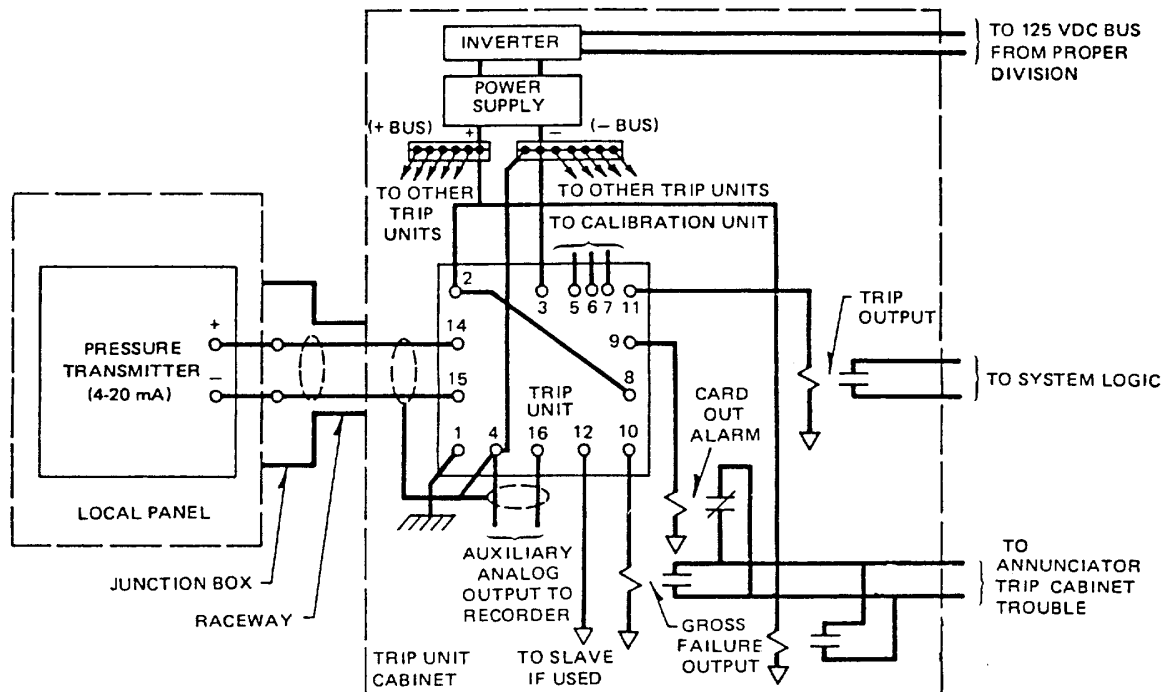 INVERTER
TO 125 VDC BUS
FROM PROPER
DIVISION
POWER
SUPPLY
(+ BUS)
+
−
(− BUS)
TO OTHER
TRIP
UNITS
TO OTHER TRIP UNITS
TO CALIBRATION UNIT
2
3
5
6
7
11
14
9
15
8
TRIP
UNIT
1
4
16
12
10
+
PRESSURE
TRANSMITTER
(4-20 mA)
−
LOCAL PANEL
JUNCTION BOX
RACEWAY
TRIP
OUTPUT
TO SYSTEM LOGIC
CARD
OUT
ALARM
AUXILIARY
ANALOG
OUTPUT TO
RECORDER
TO SLAVE
IF USED
GROSS
FAILURE
OUTPUT
TO
ANNUNCIATOR
TRIP CABINET
TROUBLE
TRIP UNIT
CABINET